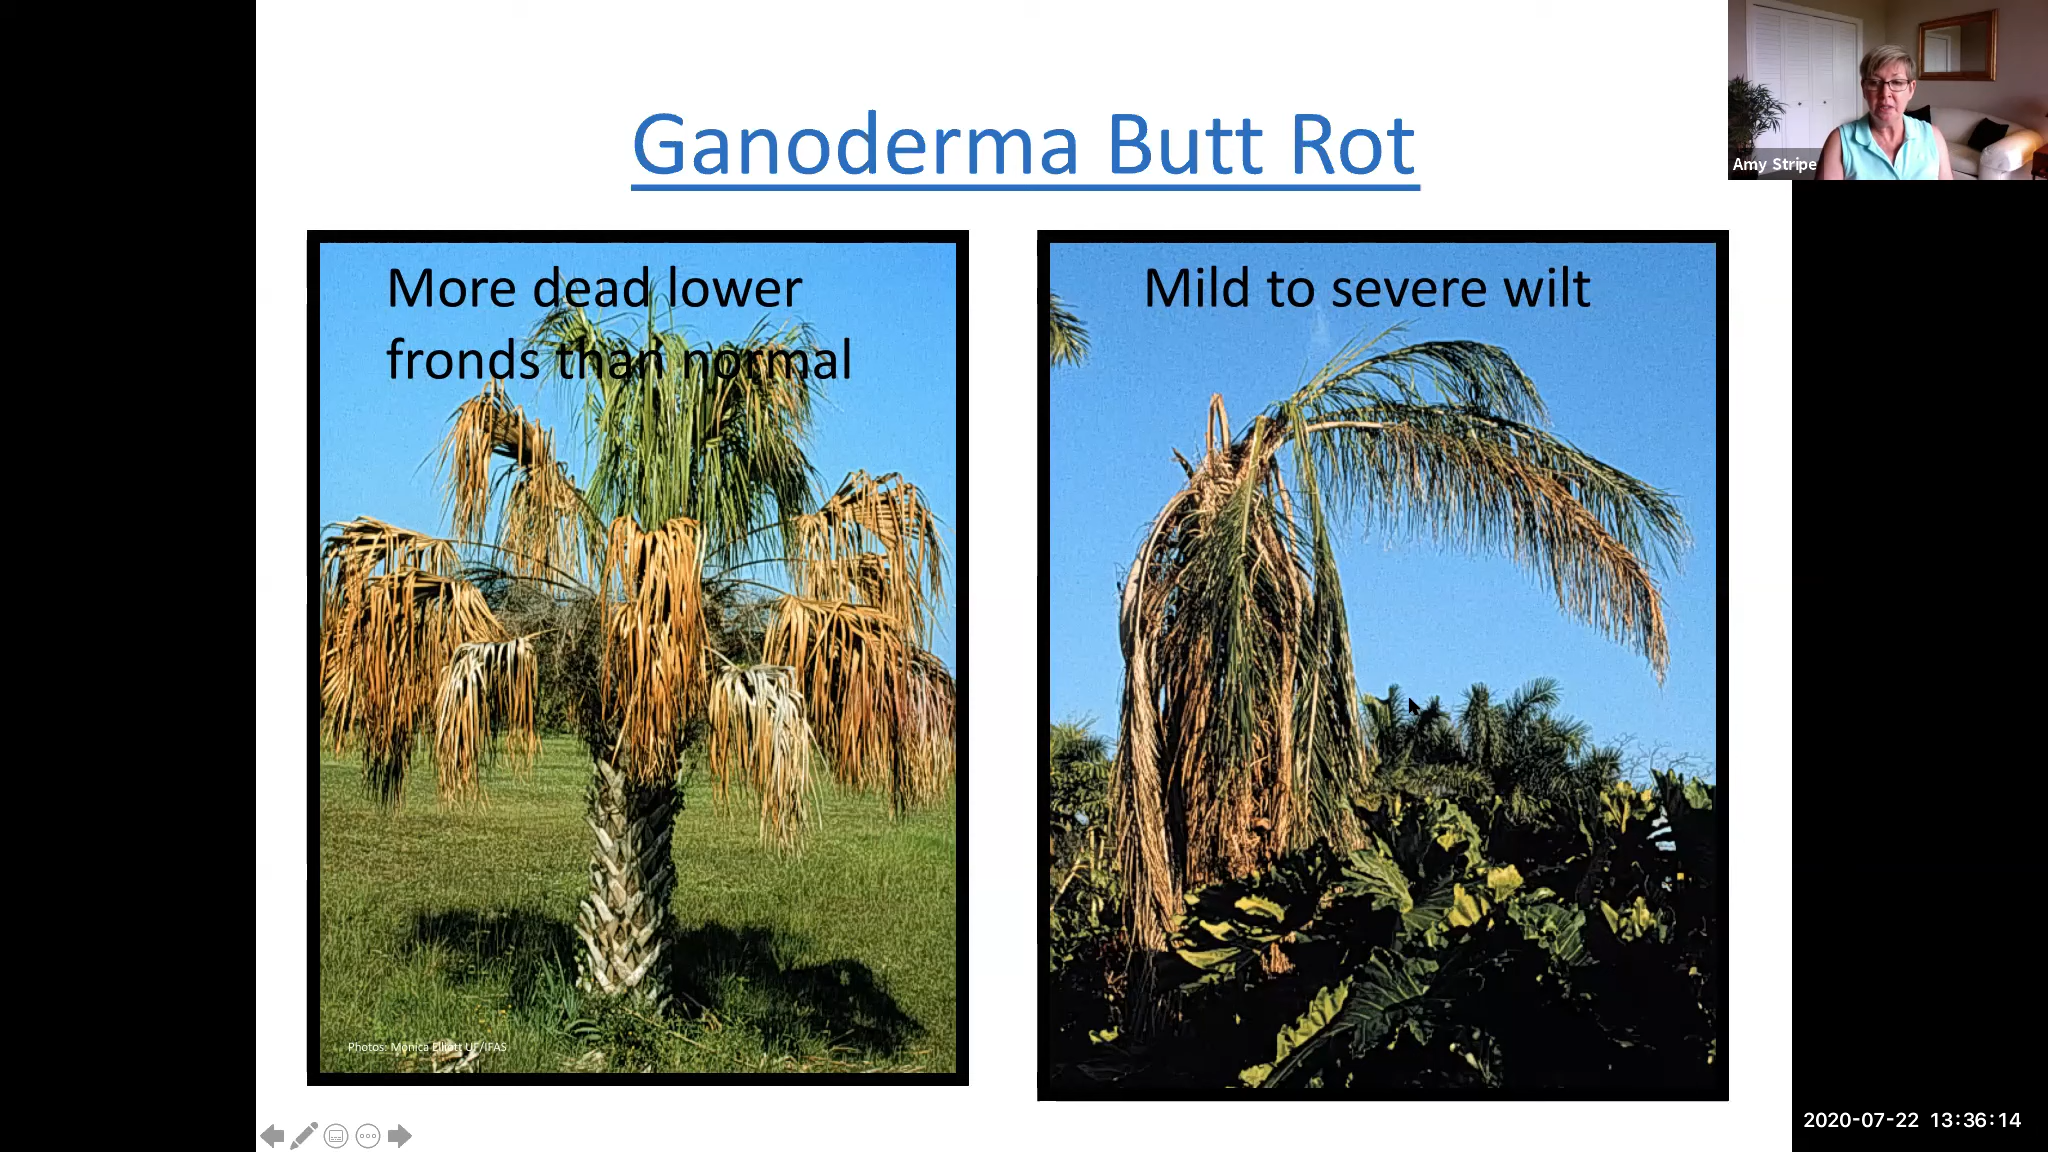 Ganoderma Butt Rot
Amy Stripe
More dead lower
fronds than normal
Mild to severe wilt
Photos: Monica Elliott UF/IFAS
2020-07-22 13:36:14